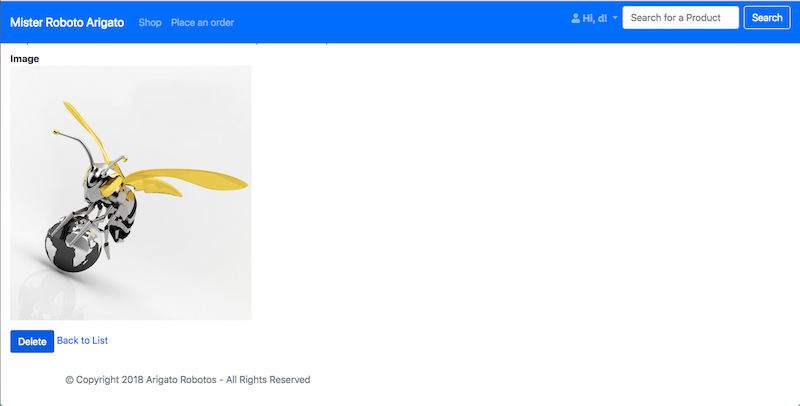 Mister Roboto Arigato Shop Place an order Hi, d! Search for a Product Search
Image
Delete Back to List
© Copyright 2018 Arigato Robotos - All Rights Reserved